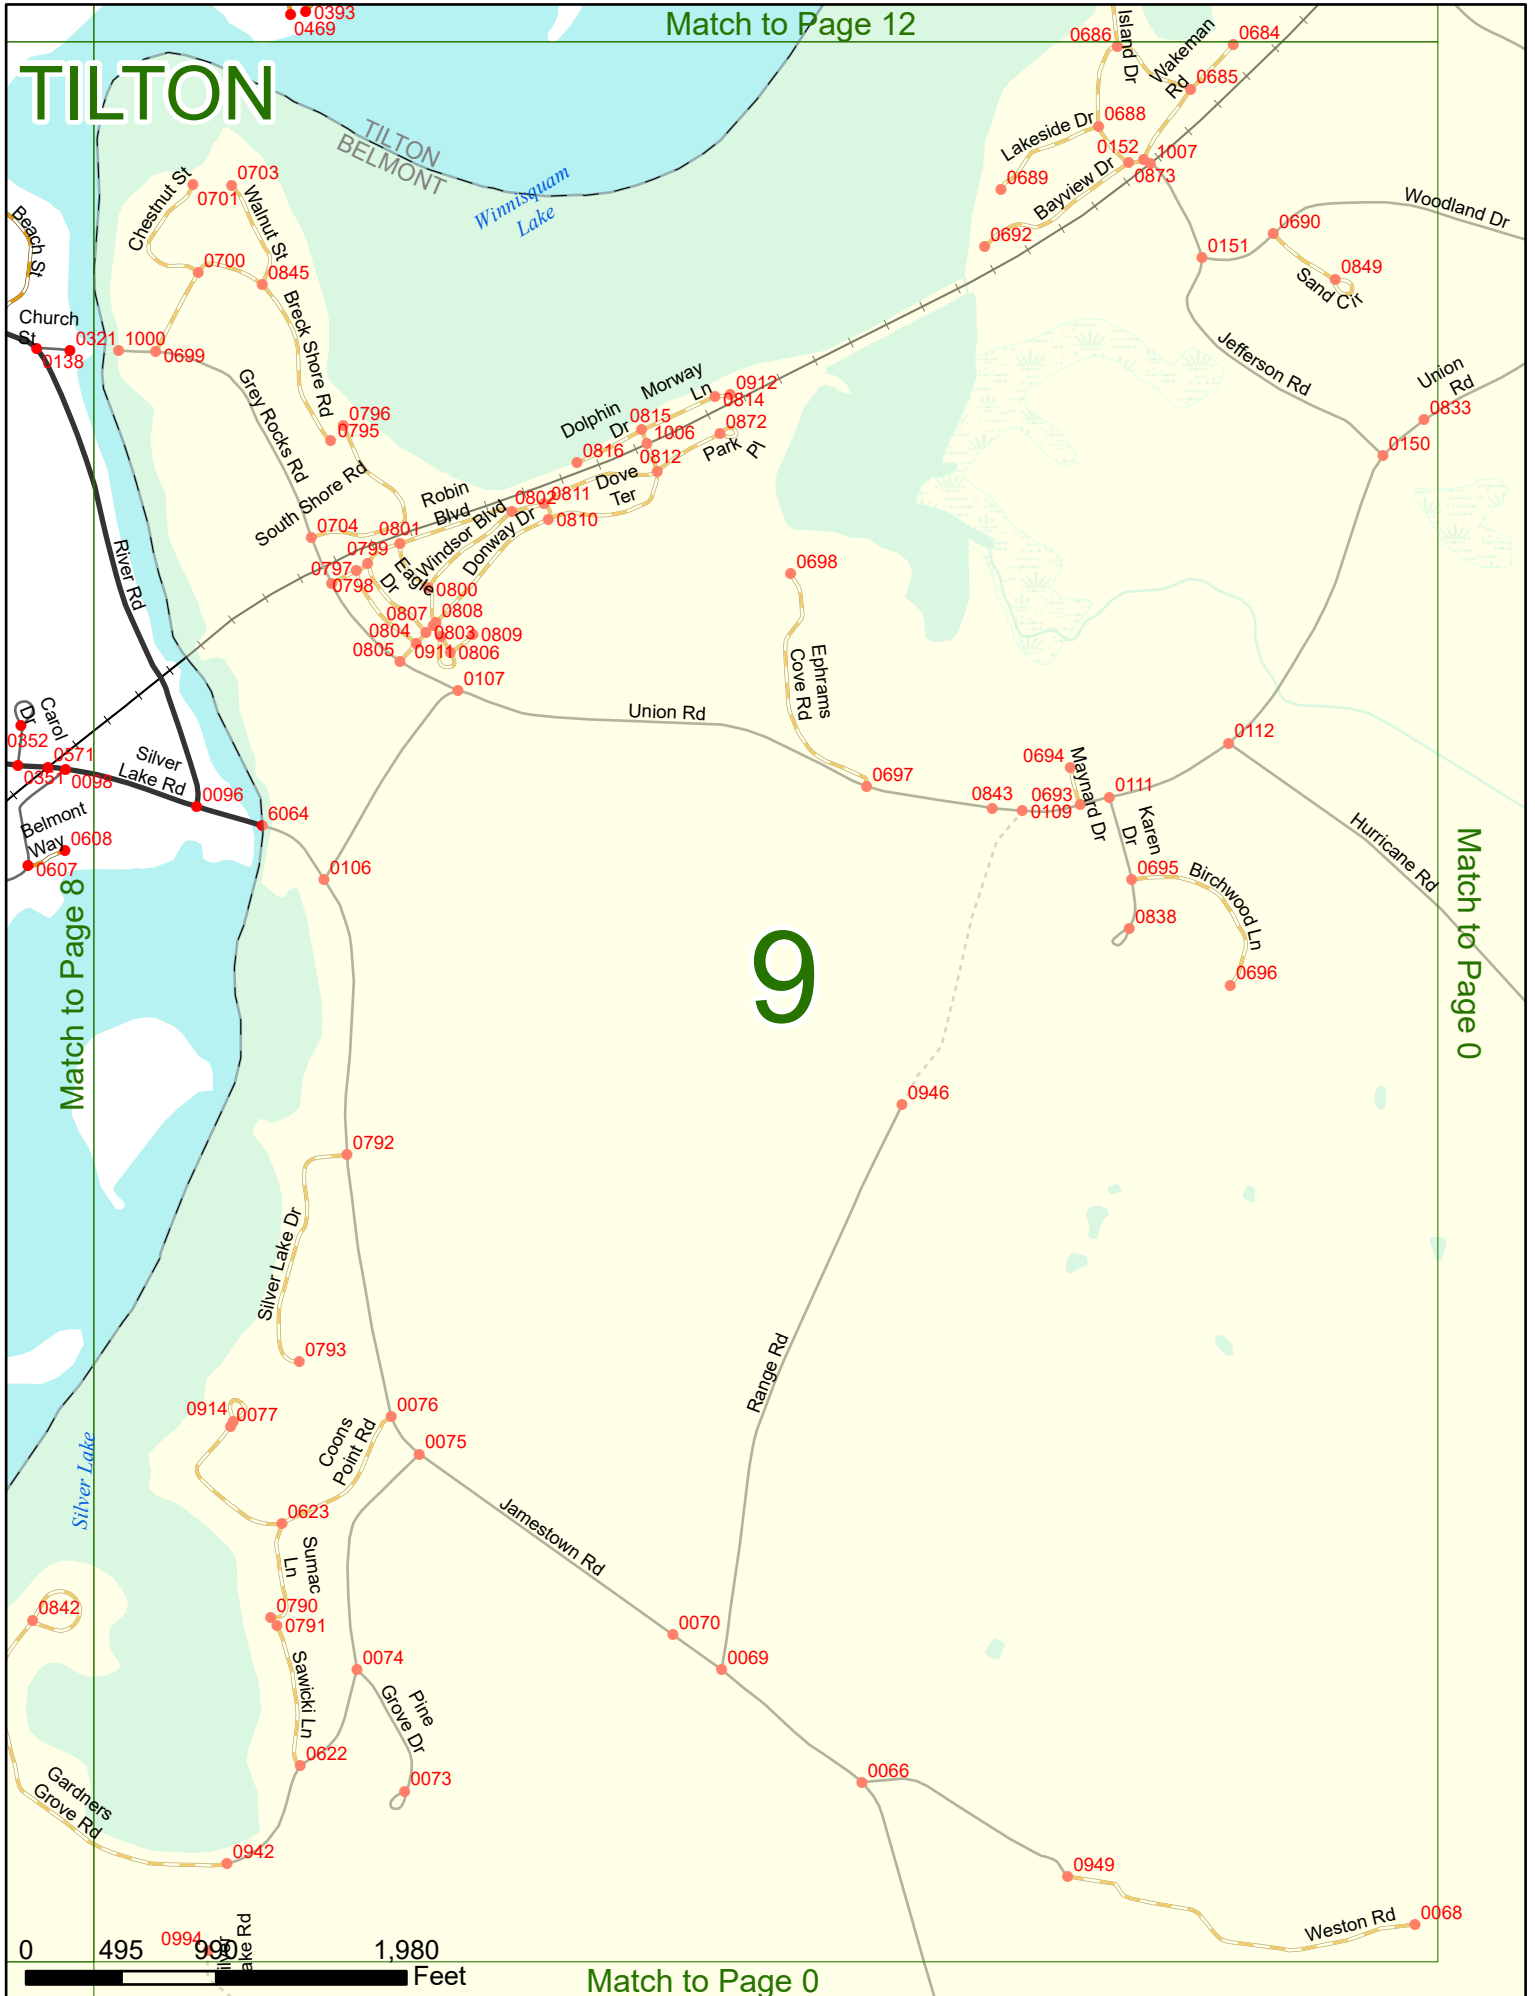 0393
0469
Match to Page 12
TILTON
TILTON
BELMONT
Winnisquam
Lake
0686
Island Dr
Wakeman
Rd
0684
0685
0688
Lakeside Dr
0152
1007
0873
0689
Bayview Dr
0692
Woodland Dr
0690
0151
0849
Sand Cir
Jefferson Rd
Union
Rd
0833
0150
Chestnut St
0703
0701
Walnut St
0700
0845
Beach St
Church
St
0321
1000
0138
0699
Breck Shore Rd
Grey Rocks Rd
0796
0795
South Shore Rd
Dolphin
Dr
Morway
Ln
0912
0814
0815
1006
0872
0816
0812
Park
Pl
Dove
Ter
Robin
Blvd
0802
0811
0810
Windsor Blvd
Donway Dr
0704
0801
0799
0797
0798
Eagle
Dr
0800
0807
0808
0804
0803
0809
0805
0911
0806
0107
River Rd
0698
Ephrams
Cove Rd
Union Rd
0112
Carol
Dr
0352
0571
0351
0098
Silver
Lake Rd
0096
6064
Belmont
Way
0608
0607
0106
0694
Maynard Dr
0697
0843
0693
0109
0111
Karen
Dr
0695
Birchwood Ln
0838
0696
Hurricane Rd
Match to Page 8
9
Match to Page 0
0946
0792
Silver Lake Dr
0793
Range Rd
0914
0077
0076
Coons
Point Rd
0075
Silver Lake
0623
Sumac
Ln
Jamestown Rd
0842
0790
0791
0070
0074
0069
Sawicki Ln
Pine
Grove Dr
0622
0073
0066
Gardners
Grove Rd
0942
0949
0068
Weston Rd
0994
0 495 990 1,980
Feet
Match to Page 0